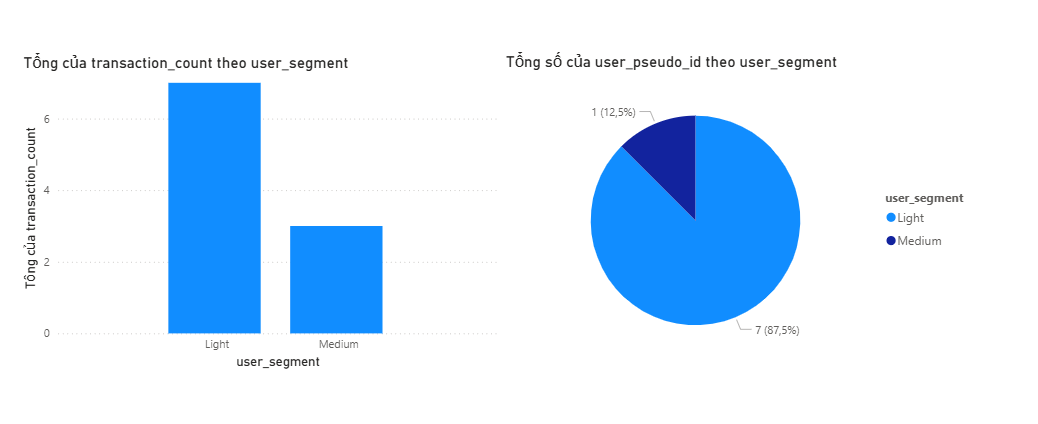 Tổng của transaction_count theo user_segment
Tổng của transaction_count
6
4
2
0
Light
Medium
user_segment
Tổng số của user_pseudo_id theo user_segment
1 (12,5%)
7 (87,5%)
user_segment
Light
Medium